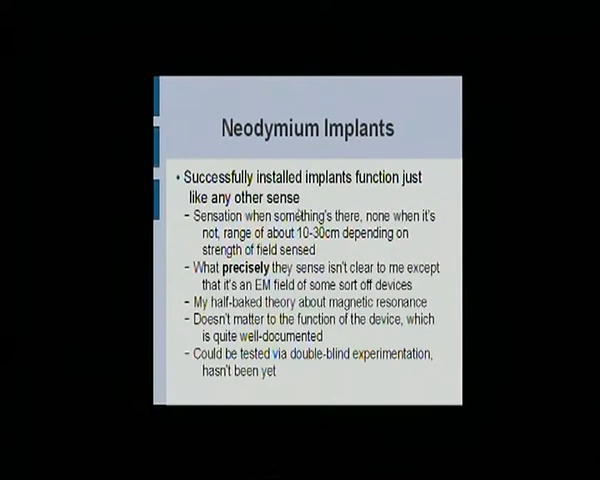 Neodymium Implants
• Successfully installed implants function just
like any other sense
– Sensation when something's there, none when it's
not, range of about 10-30cm depending on
strength of field sensed
– What precisely they sense isn't clear to me except
that it's an EM field of some sort off devices
– My half-baked theory about magnetic resonance
– Doesn't matter to the function of the device, which
is quite well-documented
– Could be tested via double-blind experimentation,
hasn't been yet